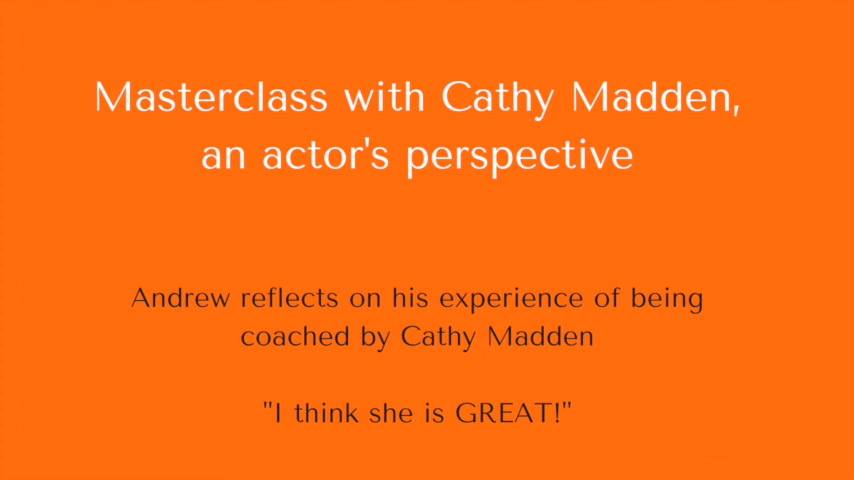 Masterclass with Cathy Madden,
an actor's perspective
Andrew reflects on his experience of being
coached by Cathy Madden
"I think she is GREAT!"